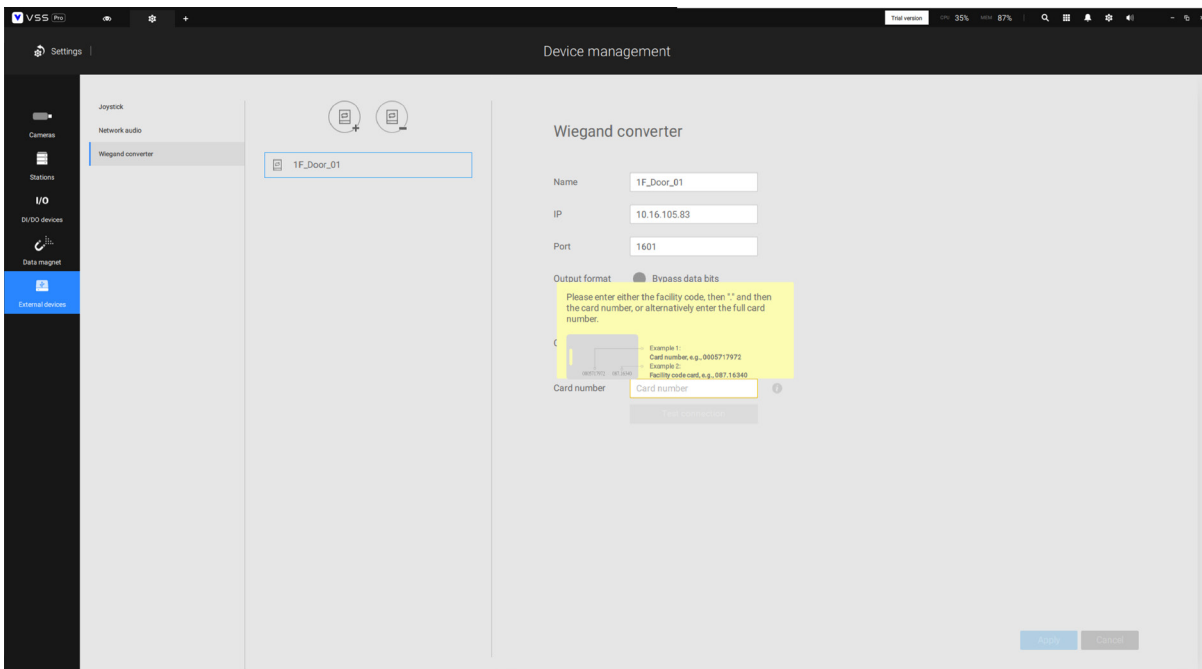 VSS Pro
+
Trial version
CPU 35% MEM 87%
Settings
Device management
Cameras
Stations
I/O
DI/DO devices
Data magnet
External devices
Joystick
Network audio
Wiegand converter
1F_Door_01
Wiegand converter
Name 1F_Door_01
IP 10.16.105.83
Port 1601
Output format Bypass data bits
Please enter either the facility code, then "." and then
the card number, or alternatively enter the full card
number.
Example 1:
Card number, e.g., 0005717972
Example 2:
Facility code card, e.g., 087.16340
Card number Card number
Apply Cancel